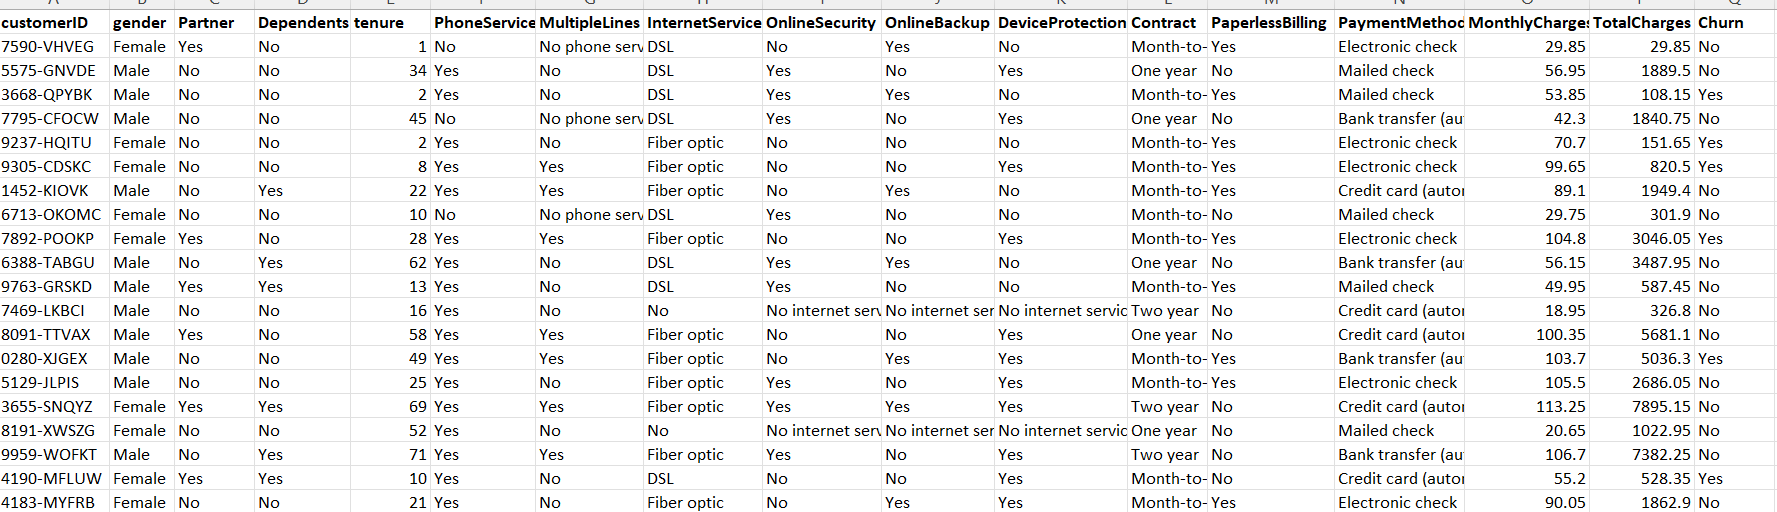 customerID gender Partner Dependents tenure PhoneService MultipleLines InternetService OnlineSecurity OnlineBackup DeviceProtection Contract PaperlessBilling PaymentMethod MonthlyCharges TotalCharges Churn
7590-VHVEG Female Yes No 1 No No phone serv DSL No Yes No Month-to- Yes Electronic check 29.85 29.85 No
5575-GNVDE Male No No 34 Yes No DSL Yes No Yes One year No Mailed check 56.95 1889.5 No
3668-QPYBK Male No No 2 Yes No DSL Yes Yes No Month-to- Yes Mailed check 53.85 108.15 Yes
7795-CFOCW Male No No 45 No No phone serv DSL Yes No Yes One year No Bank transfer (au 42.3 1840.75 No
9237-HQITU Female No No 2 Yes No Fiber optic No No No Month-to- Yes Electronic check 70.7 151.65 Yes
9305-CDSKC Female No No 8 Yes Yes Fiber optic No No Yes Month-to- Yes Electronic check 99.65 820.5 Yes
1452-KIOVK Male No Yes 22 Yes Yes Fiber optic No Yes No Month-to- Yes Credit card (autor 89.1 1949.4 No
6713-OKOMC Female No No 10 No No phone serv DSL Yes No No Month-to- No Mailed check 29.75 301.9 No
7892-POOKP Female Yes No 28 Yes Yes Fiber optic No No Yes Month-to- Yes Electronic check 104.8 3046.05 Yes
6388-TABGU Male No Yes 62 Yes No DSL Yes Yes No One year No Bank transfer (au 56.15 3487.95 No
9763-GRSKD Male Yes Yes 13 Yes No DSL Yes No No Month-to- Yes Mailed check 49.95 587.45 No
7469-LKBCI Male No No 16 Yes No No No internet serv No internet ser No internet servic Two year No Credit card (autor 18.95 326.8 No
8091-TTVAX Male Yes No 58 Yes Yes Fiber optic No No Yes One year No Credit card (autor 100.35 5681.1 No
0280-XJGEX Male No No 49 Yes Yes Fiber optic No Yes Yes Month-to- Yes Bank transfer (au 103.7 5036.3 Yes
5129-JLPIS Male No No 25 Yes No Fiber optic Yes No Yes Month-to- Yes Electronic check 105.5 2686.05 No
3655-SNQYZ Female Yes Yes 69 Yes Yes Fiber optic Yes Yes Yes Two year No Credit card (autor 113.25 7895.15 No
8191-XWSZG Female No No 52 Yes No No No internet serv No internet ser No internet servic One year No Mailed check 20.65 1022.95 No
9959-WOFKT Male No Yes 71 Yes Yes Fiber optic Yes No Yes Two year No Bank transfer (au 106.7 7382.25 No
4190-MFLUW Female Yes Yes 10 Yes No DSL No No Yes Month-to- No Credit card (autor 55.2 528.35 Yes
4183-MYFRB Female No No 21 Yes No Fiber optic No Yes Yes Month-to- Yes Electronic check 90.05 1862.9 No